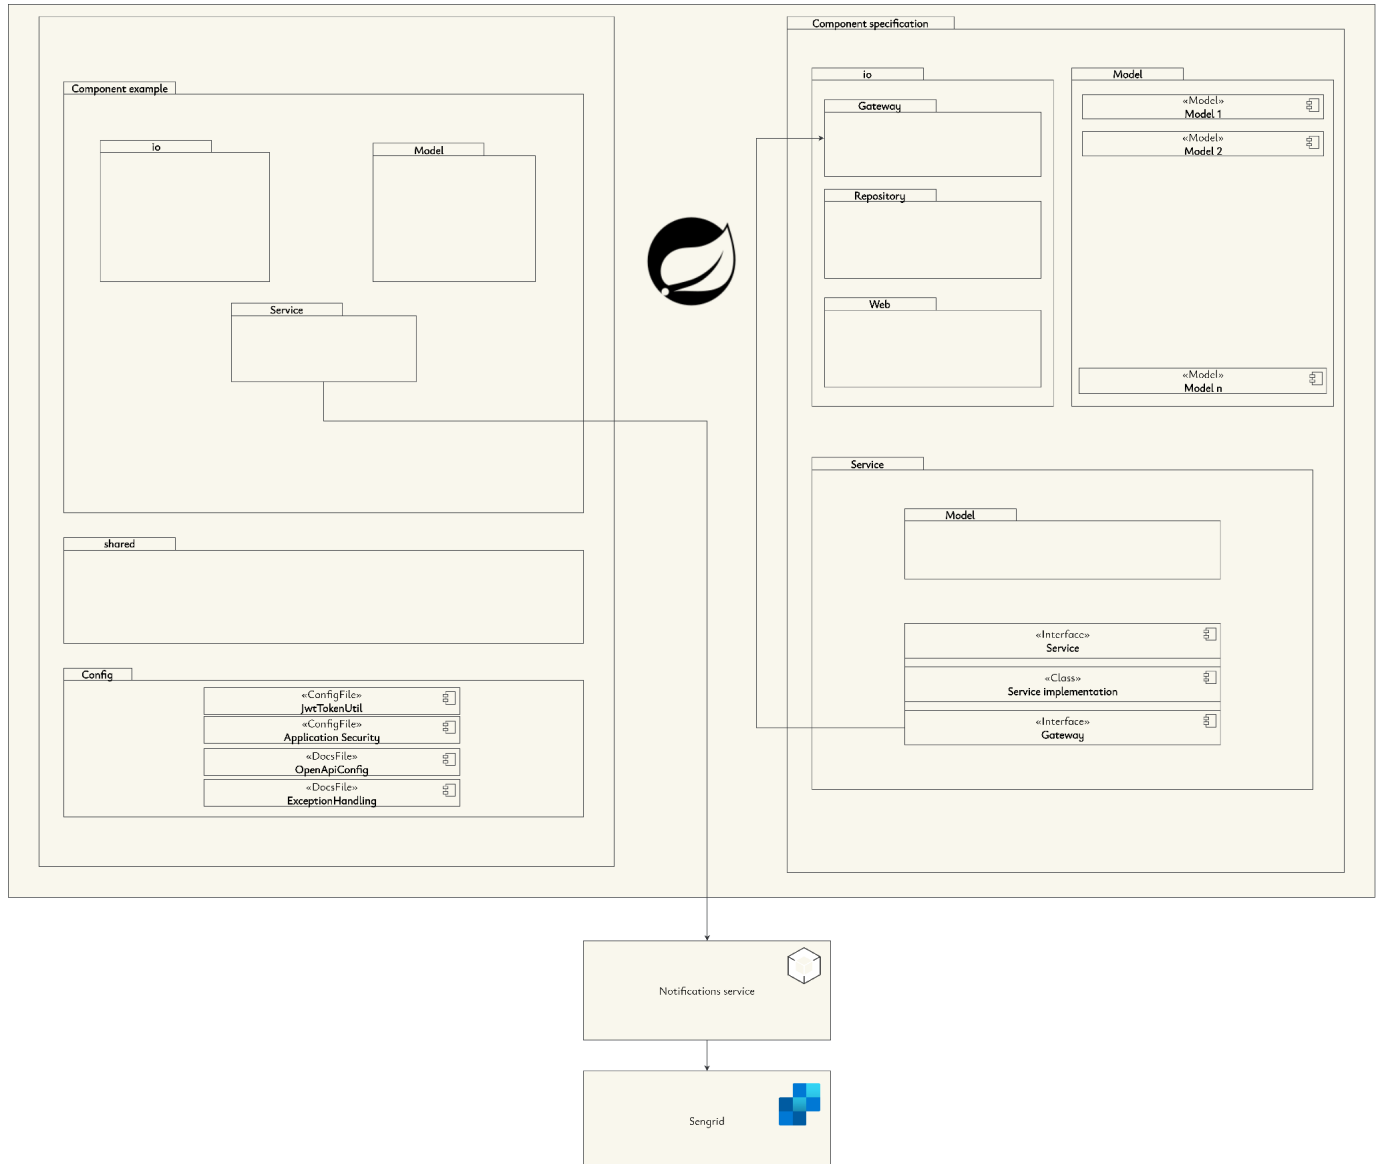 Component example
io
Model
Service
shared
Config
«ConfigFile»
JwtTokenUtil
«ConfigFile»
Application Security
«DocsFile»
OpenApiConfig
«DocsFile»
ExceptionHandling
Component specification
io
Gateway
Repository
Web
Model
«Model»
Model 1
«Model»
Model 2
«Model»
Model n
Service
Model
«Interface»
Service
«Class»
Service implementation
«Interface»
Gateway
Notifications service
Sengrid